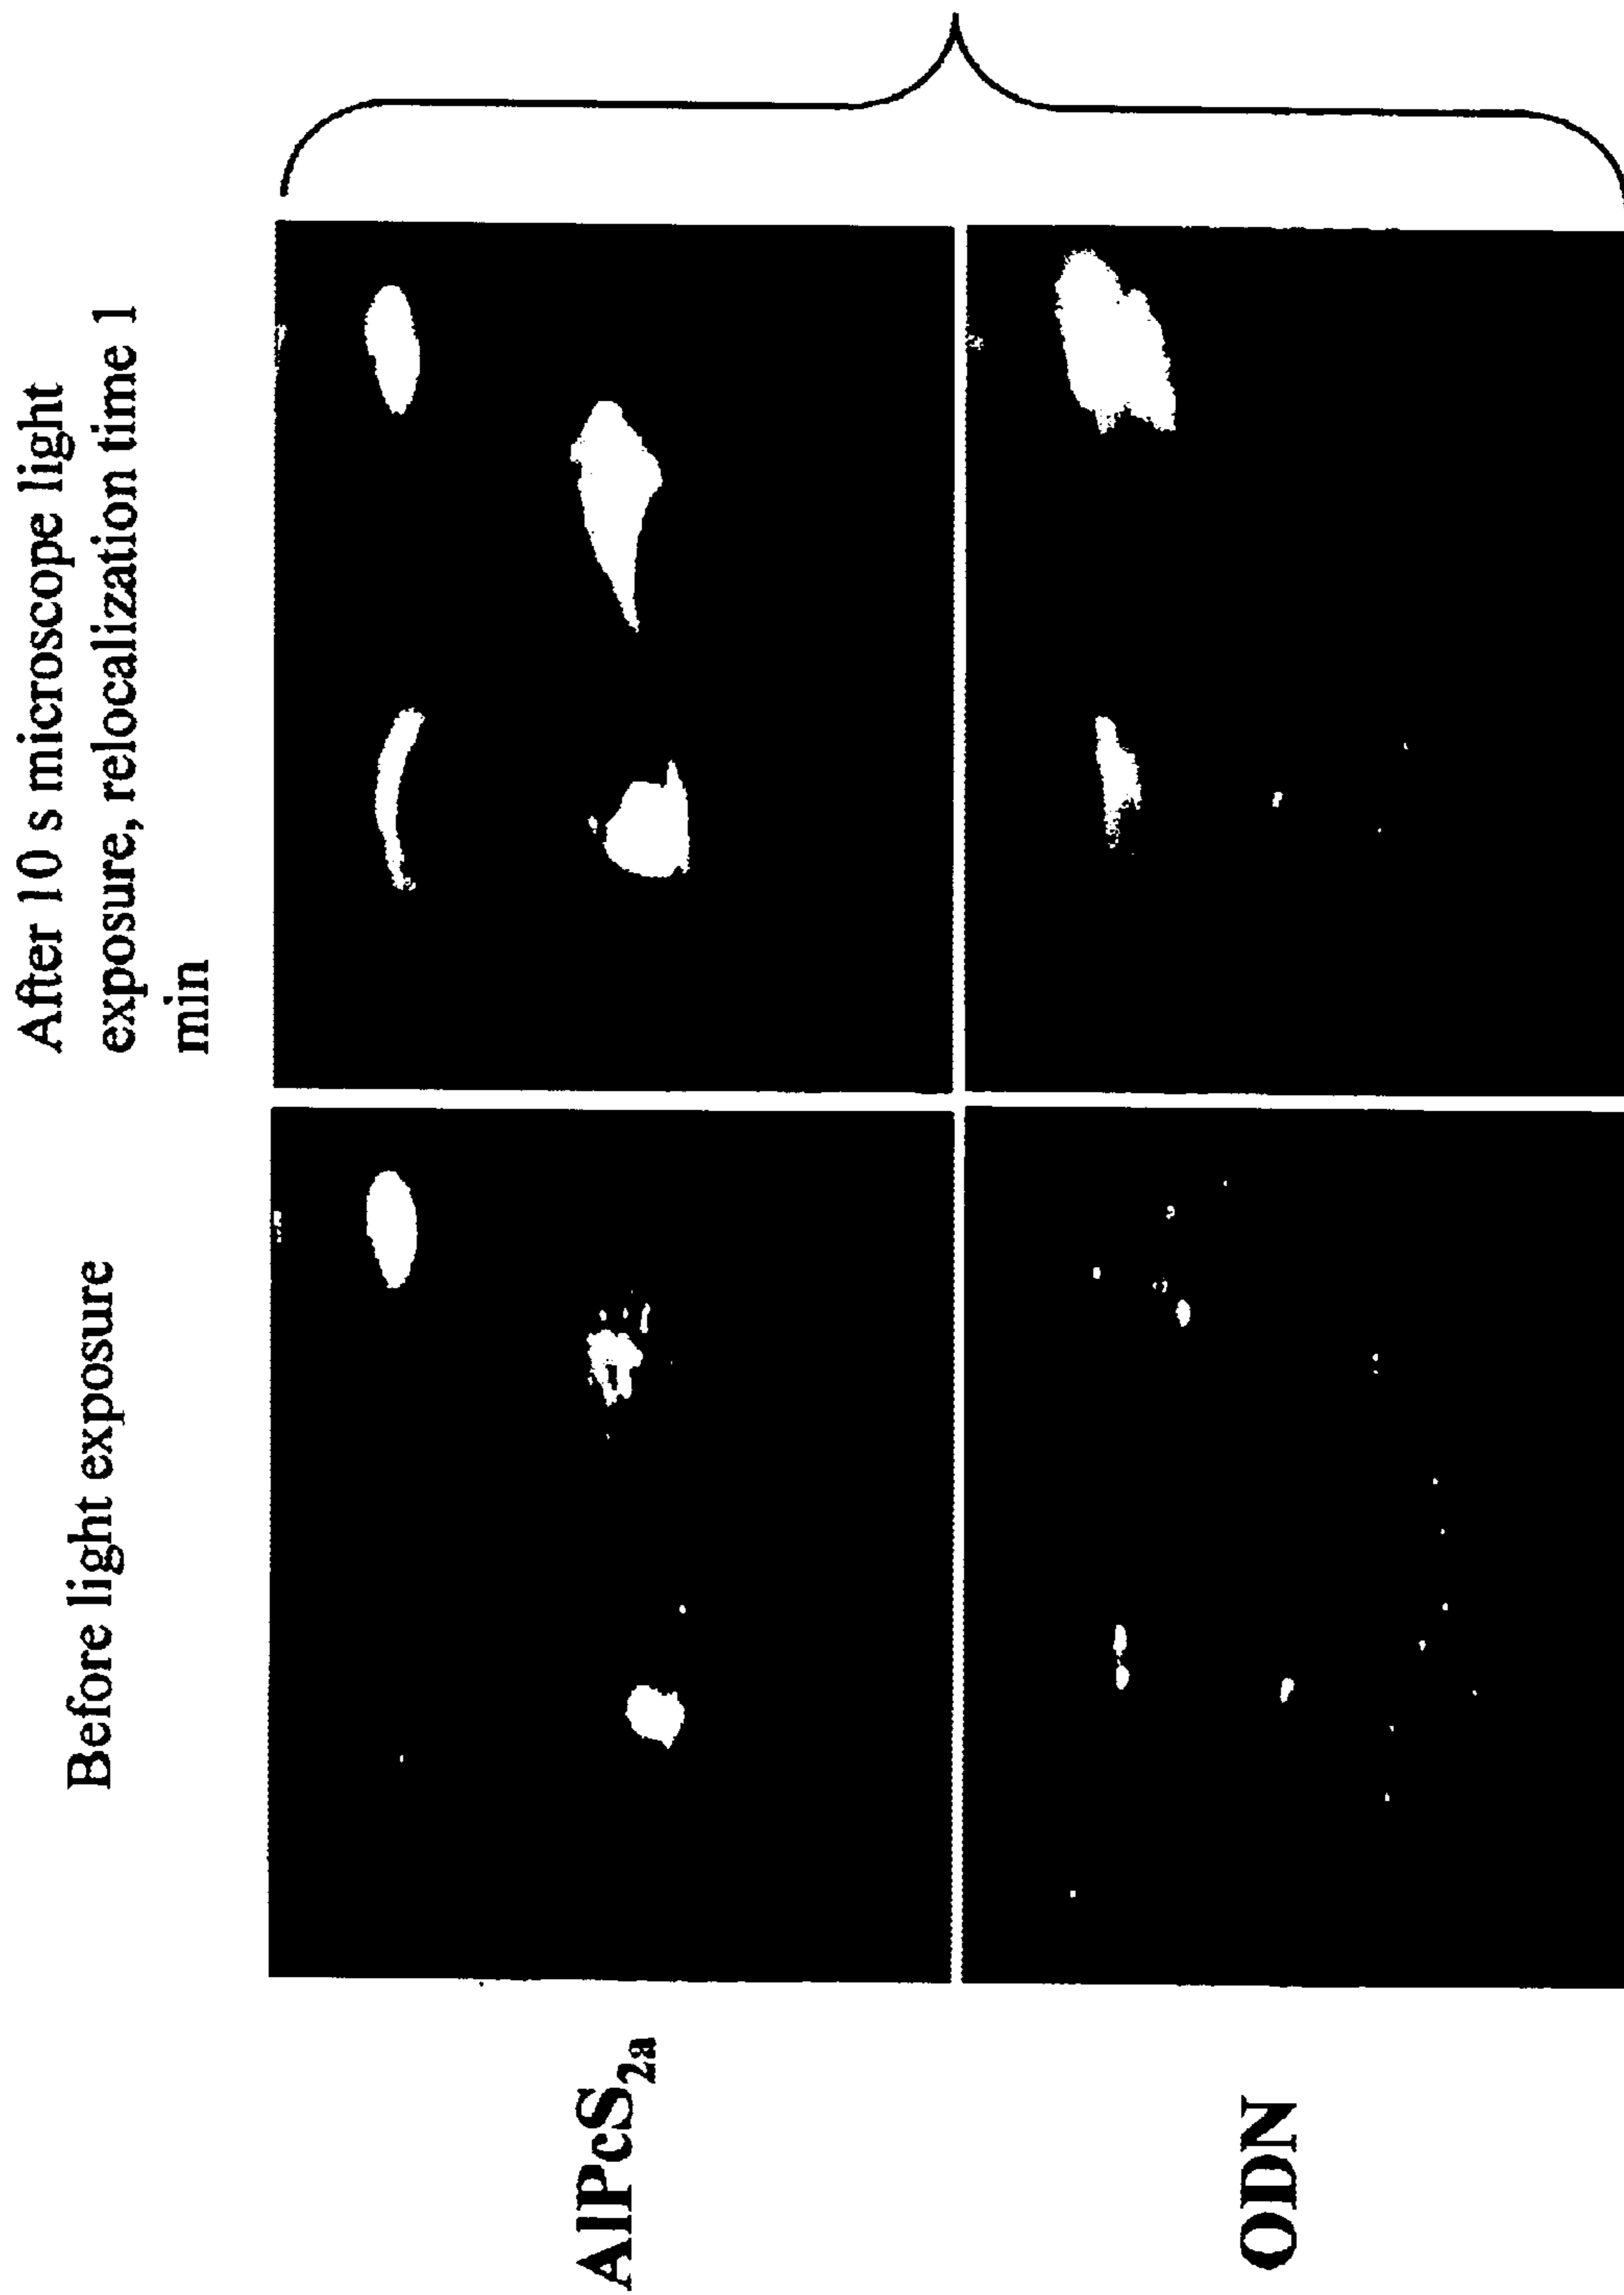 Before light exposure
After 10 s microscope light
exposure, relocalization time 1
min
AlPcS2a
ODN